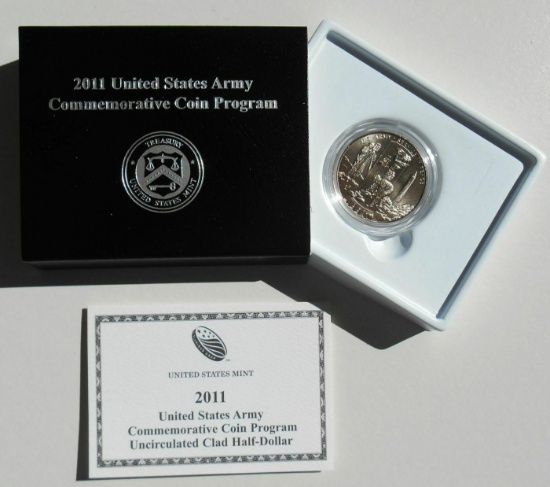 2011 United States Army
Commemorative Coin Program
TREASURY
UNITED STATES MINT
UNITED STATES MINT
2011
United States Army
Commemorative Coin Program
Uncirculated Clad Half-Dollar